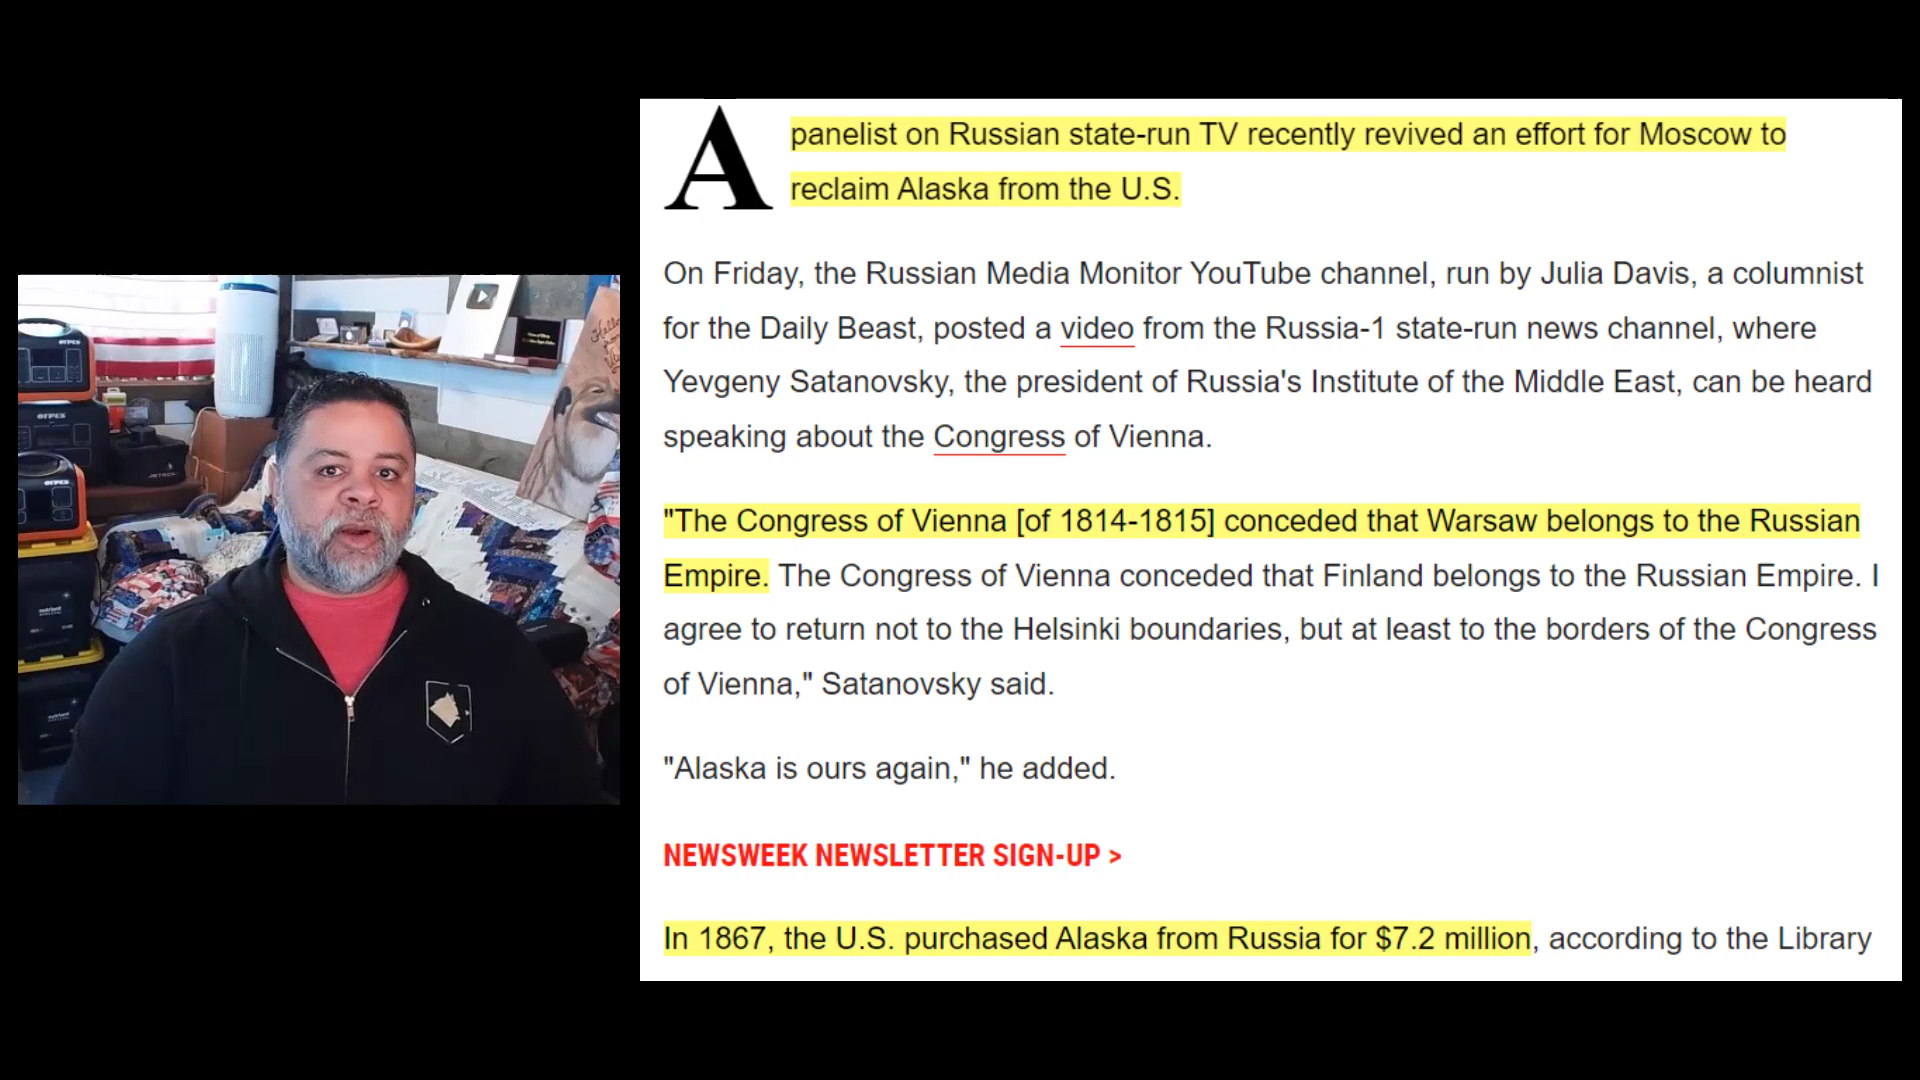 A panelist on Russian state-run TV recently revived an effort for Moscow to
reclaim Alaska from the U.S.
On Friday, the Russian Media Monitor YouTube channel, run by Julia Davis, a columnist
for the Daily Beast, posted a video from the Russia-1 state-run news channel, where
Yevgeny Satanovsky, the president of Russia's Institute of the Middle East, can be heard
speaking about the Congress of Vienna.
"The Congress of Vienna [of 1814-1815] conceded that Warsaw belongs to the Russian
Empire. The Congress of Vienna conceded that Finland belongs to the Russian Empire. I
agree to return not to the Helsinki boundaries, but at least to the borders of the Congress
of Vienna," Satanovsky said.
"Alaska is ours again," he added.
NEWSWEEK NEWSLETTER SIGN-UP >
In 1867, the U.S. purchased Alaska from Russia for $7.2 million, according to the Library